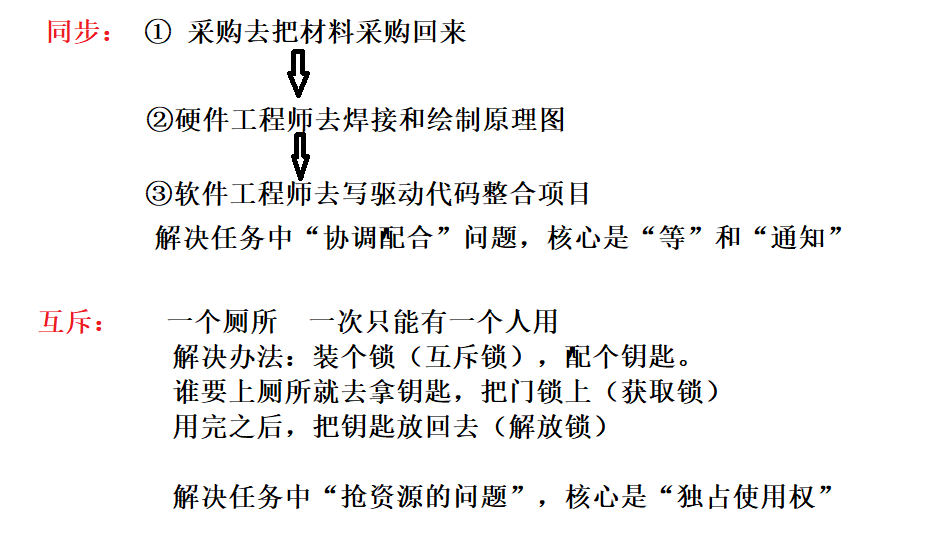 同步： ① 采购去把材料采购回来
②硬件工程师去焊接和绘制原理图
③软件工程师去写驱动代码整合项目
解决任务中“协调配合”问题，核心是“等”和“通知”
互斥： 一个厕所 一次只能有一个人用
解决办法：装个锁（互斥锁），配个钥匙。
谁要上厕所就去拿钥匙，把门锁上（获取锁）
用完之后，把钥匙放回去（解放锁）
解决任务中“抢资源的问题”，核心是“独占使用权”